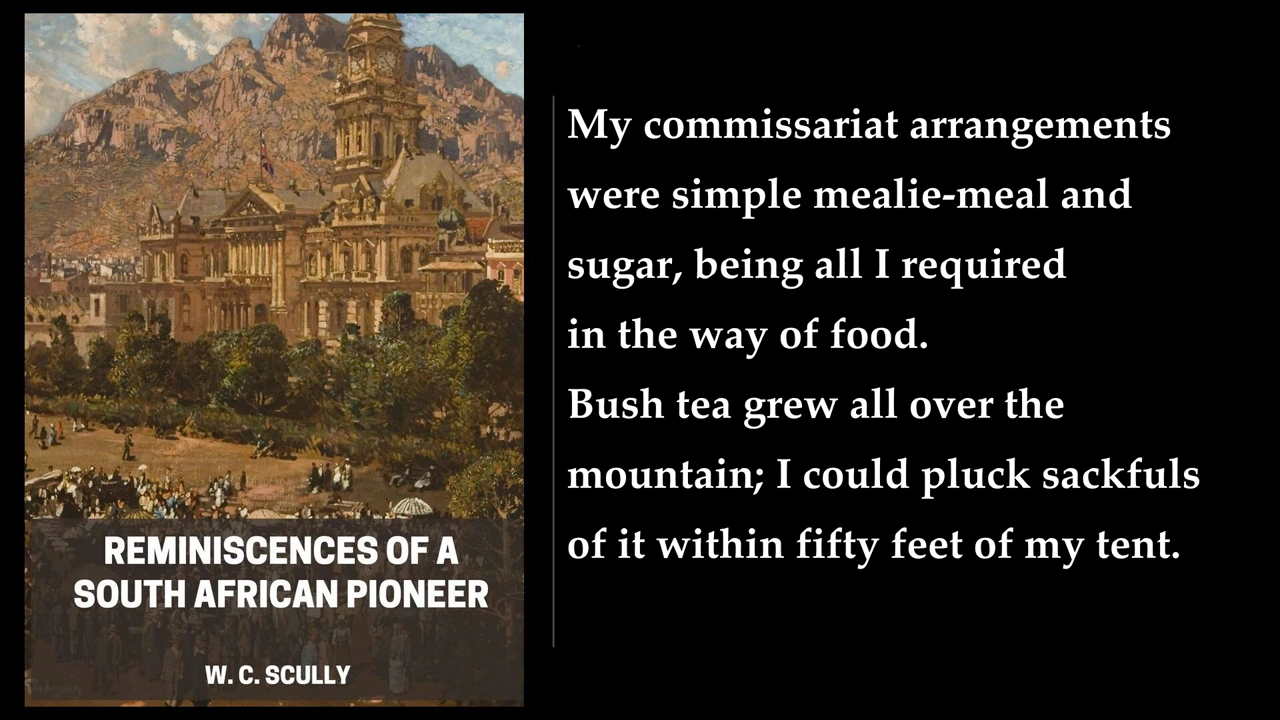 REMINISCENCES OF A
SOUTH AFRICAN PIONEER
W. C. SCULLY
My commissariat arrangements
were simple mealie-meal and
sugar, being all I required
in the way of food.
Bush tea grew all over the
mountain; I could pluck sackfuls
of it within fifty feet of my tent.